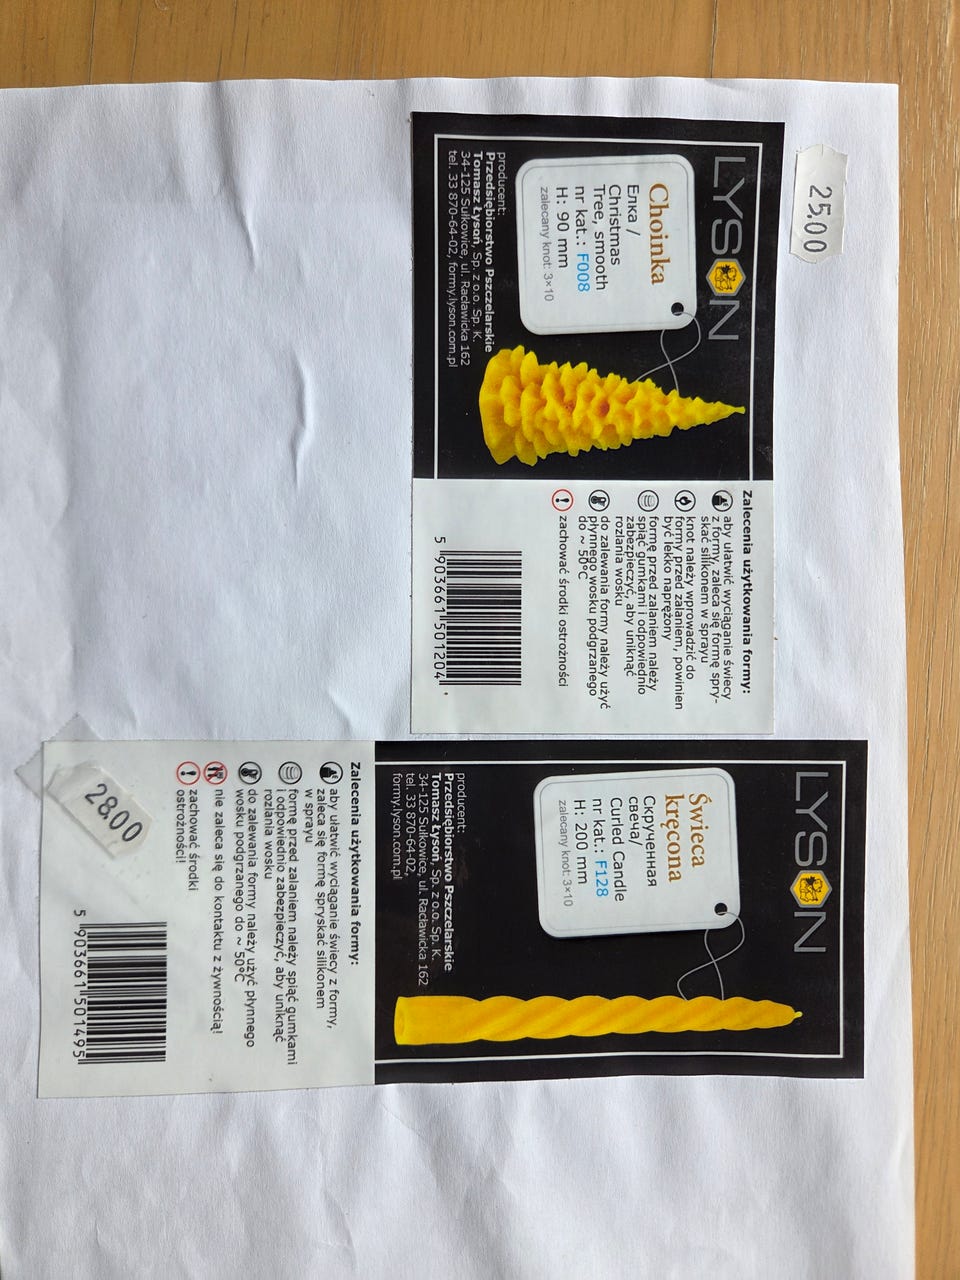 25.00
LYSON
Choinka
Елка /
Christmas
Tree, smooth
nr kat.: F008
H: 90 mm
zalecany knot: 3×10
producent:
Przedsiębiorstwo Pszczelarskie
Tomasz Łysoń, Sp. z o.o. Sp. K.
34-125 Sułkowice, ul. Racławicka 162
tel. 33 870-64-02, formy.lyson.com.pl
Zalecenia użytkowania formy:
aby ułatwić wyciąganie świecy
z formy, zaleca się formę spry-
skać silikonem w sprayu
knot należy wprowadzić do
formy przed zalaniem, powinien
być lekko naprężony
formę przed zalaniem należy
spiąć gumkami i odpowiednio
zabezpieczyć, aby uniknąć
rozlania wosku
do zalewania formy należy użyć
płynnego wosku podgrzanego
do ~ 50°C
zachować środki ostrożności
5 903661 501204
LYSON
Świeca
kręcona
Скрученная
свеча/
Curled Candle
nr kat.: F128
H: 200 mm
zalecany knot: 3×10
producent:
Przedsiębiorstwo Pszczelarskie
Tomasz Łysoń, Sp. z o.o. Sp. K.
34-125 Sułkowice, ul. Racławicka 162
tel. 33 870-64-02,
formy.lyson.com.pl
Zalecenia użytkowania formy:
aby ułatwić wyciąganie świecy z formy,
zaleca się formę spryskać silikonem
w sprayu
formę przed zalaniem należy spiąć gumkami
i odpowiednio zabezpieczyć, aby uniknąć
rozlania wosku
do zalewania formy należy użyć płynnego
wosku podgrzanego do ~ 50°C
nie zaleca się do kontaktu z żywnością!
zachować środki
ostrożności!
28.00
5 903661 501495